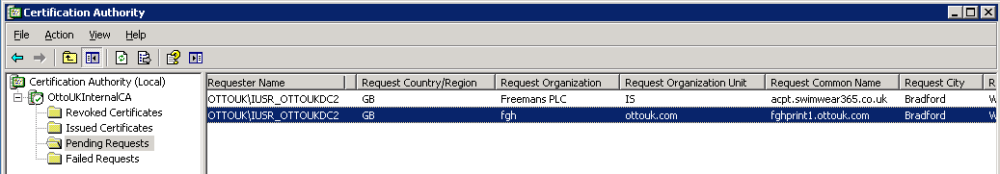 Certification Authority
File Action View Help
Certification Authority (Local)
OttoUKInternalCA
Revoked Certificates
Issued Certificates
Pending Requests
Failed Requests
Requester Name Request Country/Region Request Organization Request Organization Unit Request Common Name Request City R
OTTOUK\IUSR_OTTOUKDC2 GB Freemans PLC IS acpt.swimwear365.co.uk Bradford W
OTTOUK\IUSR_OTTOUKDC2 GB fgh ottouk.com fghprint1.ottouk.com Bradford W